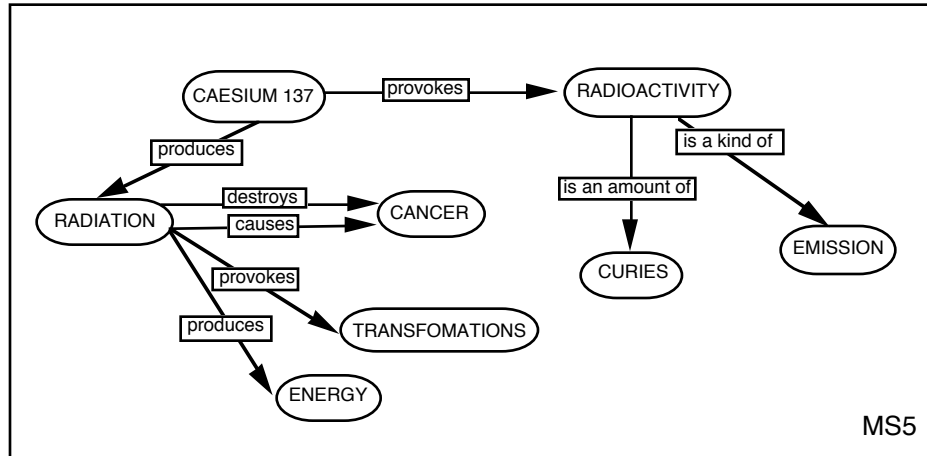 CAESIUM 137
provokes
RADIOACTIVITY
produces
is a kind of
RADIATION
destroys
causes
CANCER
is an amount of
EMISSION
CURIES
provokes
TRANSFOMATIONS
produces
ENERGY
MS5